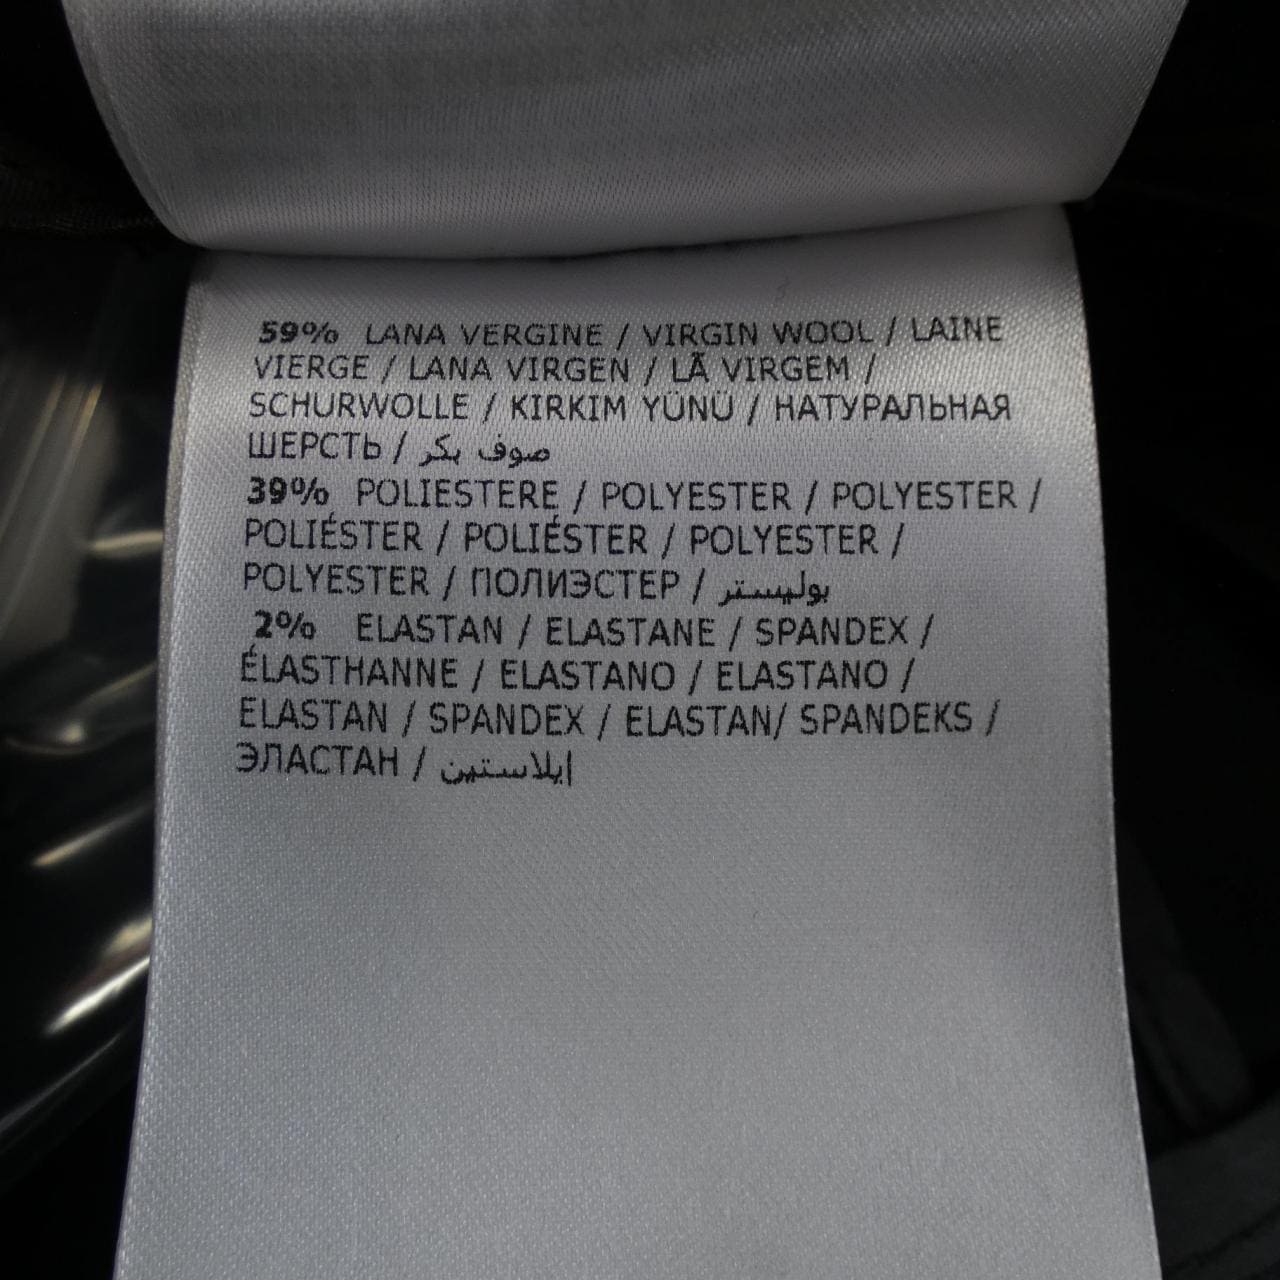 59% LANA VERGINE / VIRGIN WOOL / LAINE
VIERGE / LANA VIRGEN / LÃ VIRGEM /
SCHURWOLLE / KIRKIM YÜNÜ / НАТУРАЛЬНАЯ
ШЕРСТЬ / صوف بكر
39% POLIESTERE / POLYESTER / POLYESTER /
POLIÉSTER / POLIÉSTER / POLYESTER /
POLYESTER / ПОЛИЭСТЕР / بوليستر
2% ELASTAN / ELASTANE / SPANDEX /
ÉLASTHANNE / ELASTANO / ELASTANO /
ELASTAN / SPANDEX / ELASTAN/ SPANDEKS /
ЭЛАСТАН / إيلاستين